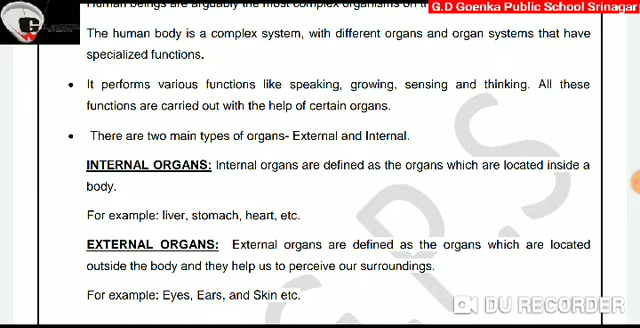 G.D Goenka Public School Srinagar
Human beings are arguably the most complex organisms on
The human body is a complex system, with different organs and organ systems that have
specialized functions.
• It performs various functions like speaking, growing, sensing and thinking. All these
functions are carried out with the help of certain organs.
• There are two main types of organs- External and Internal.
INTERNAL ORGANS: Internal organs are defined as the organs which are located inside a
body.
For example: liver, stomach, heart, etc.
EXTERNAL ORGANS: External organs are defined as the organs which are located
outside the body and they help us to perceive our surroundings.
For example: Eyes, Ears, and Skin etc.
DU RECORDER